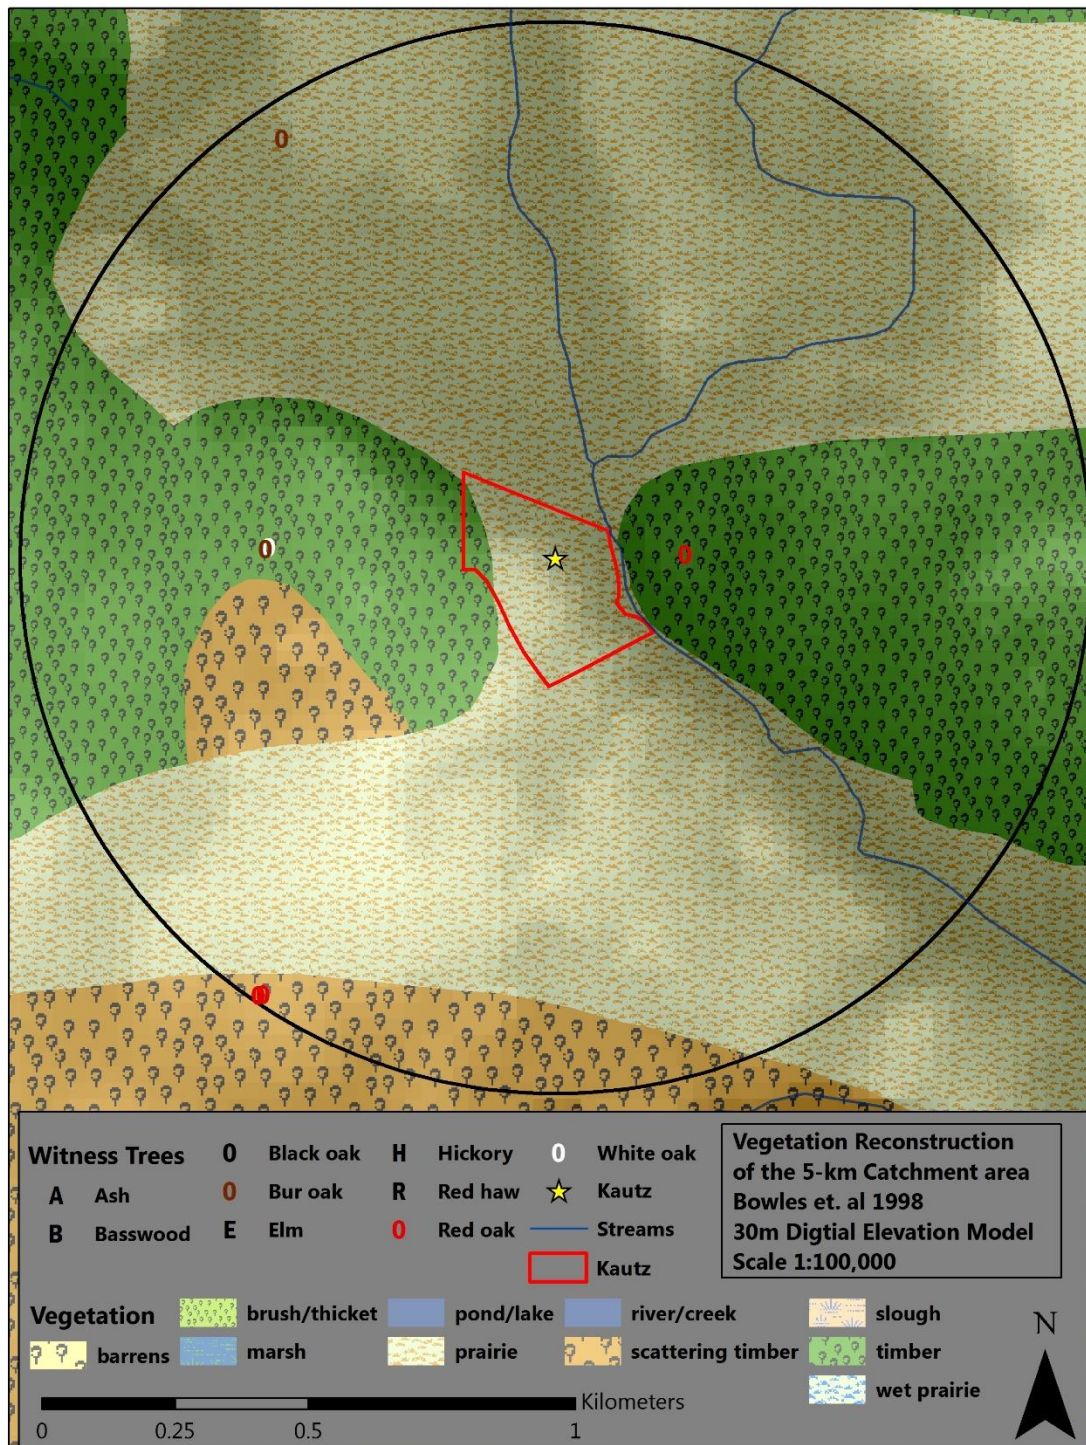 0
0
0
0
00
Witness Trees
A Ash
B Basswood
0 Black oak
0 Bur oak
E Elm
H Hickory
R Red haw
0 Red oak
0 White oak
Kautz
Streams
Kautz
Vegetation Reconstruction
of the 5-km Catchment area
Bowles et. al 1998
30m Digtial Elevation Model
Scale 1:100,000
Vegetation
barrens
brush/thicket
marsh
pond/lake
prairie
river/creek
scattering timber
slough
timber
wet prairie
N
Kilometers
0 0.25 0.5 1